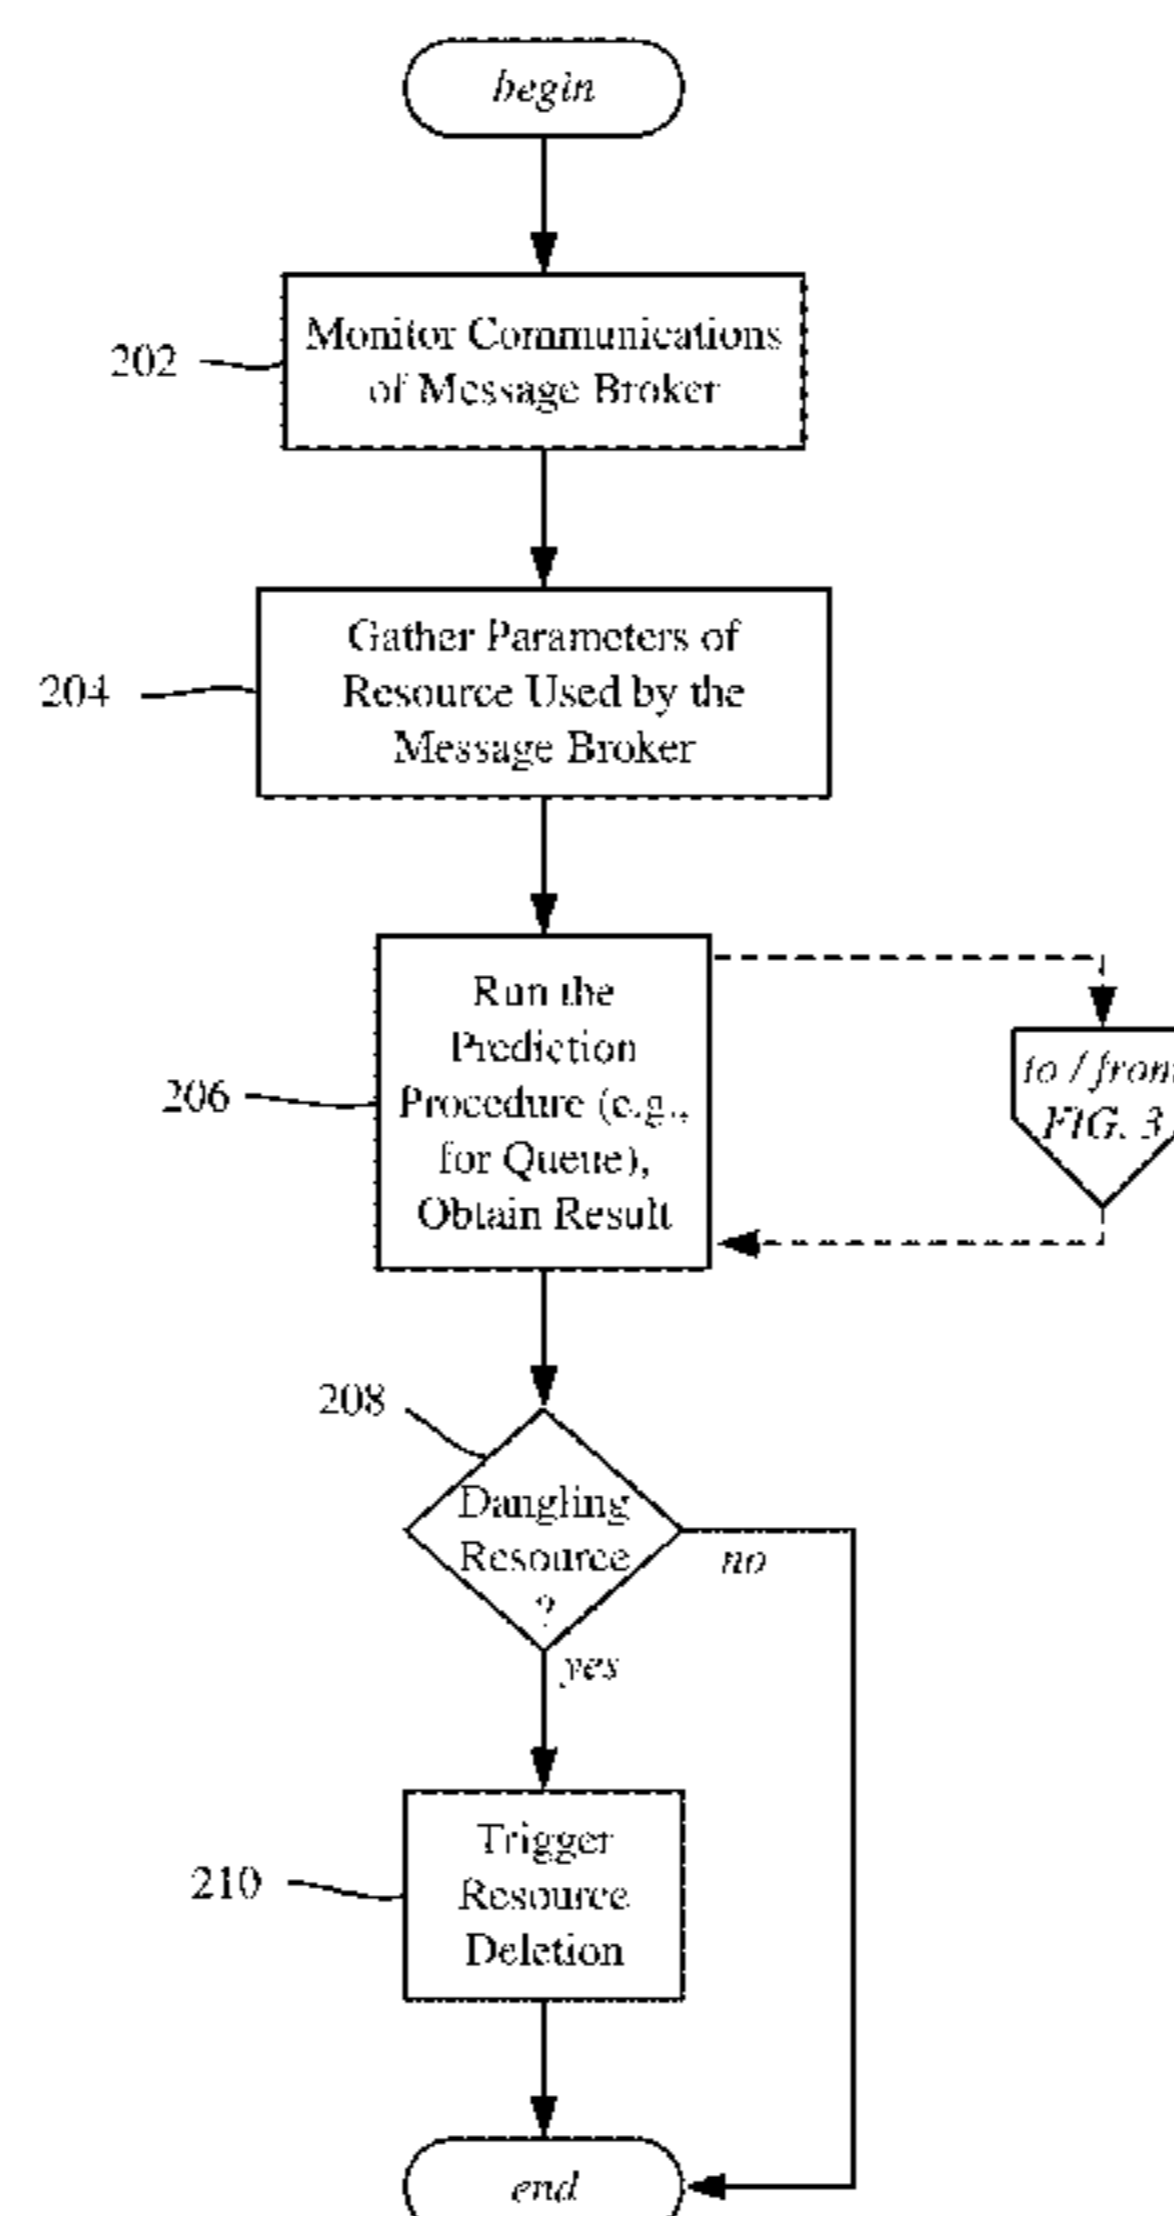 begin
202
Monitor Communications
of Message Broker
204
Gather Parameters of
Resource Used by the
Message Broker
206
Run the
Prediction
Procedure (e.g.,
for Queue),
Obtain Result
to / from
FIG. 3
208
Dangling
Resource
?
no
yes
210
Trigger
Resource
Deletion
end